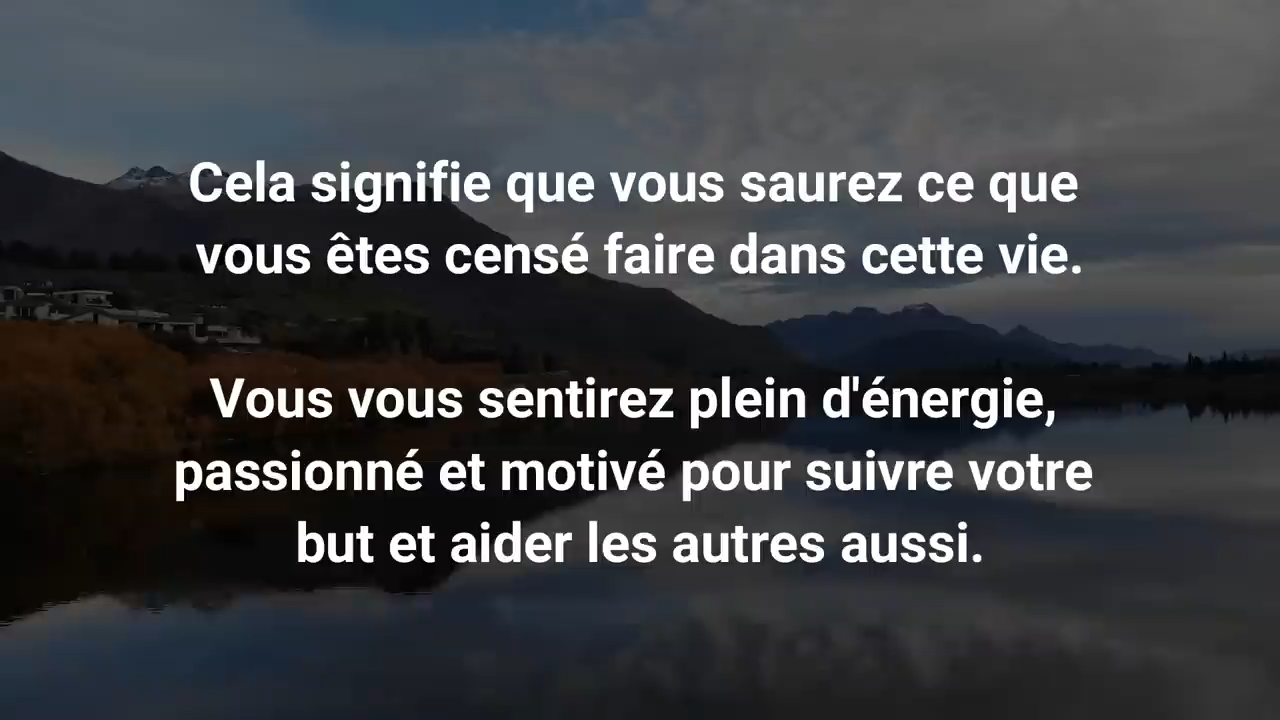 Cela signifie que vous saurez ce que
vous êtes censé faire dans cette vie.
Vous vous sentirez plein d'énergie,
passionné et motivé pour suivre votre
but et aider les autres aussi.